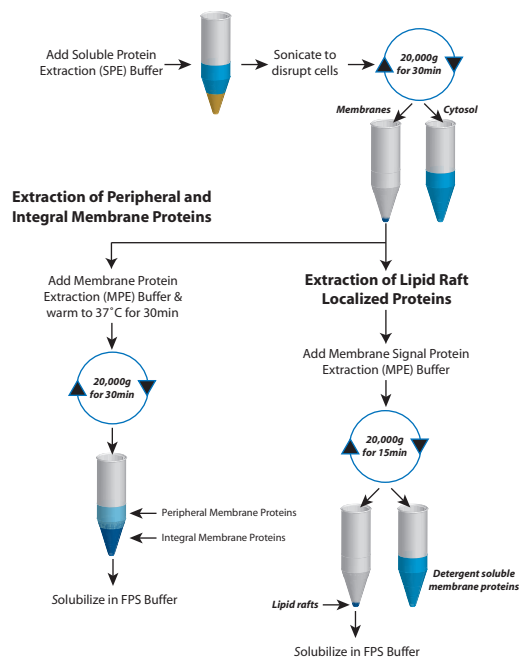 Add Soluble Protein
Extraction (SPE) Buffer
Sonicate to
disrupt cells
20,000g
for 30min
Membranes
Cytosol
Extraction of Peripheral and
Integral Membrane Proteins
Add Membrane Protein
Extraction (MPE) Buffer &
warm to 37˚C for 30min
20,000g
for 30min
Peripheral Membrane Proteins
Integral Membrane Proteins
Solubilize in FPS Buffer
Extraction of Lipid Raft
Localized Proteins
Add Membrane Signal Protein
Extraction (MPE) Buffer
20,000g
for 15min
Lipid rafts
Detergent soluble
membrane proteins
Solubilize in FPS Buffer